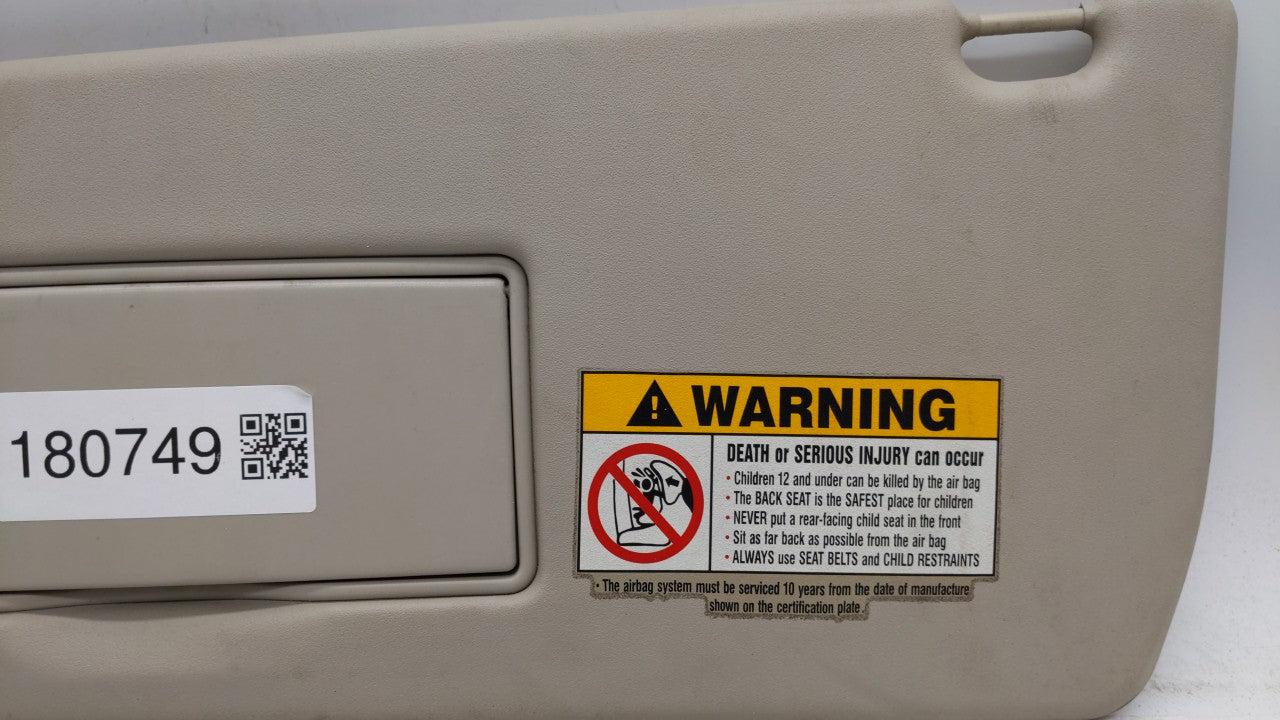 180749
WARNING
DEATH or SERIOUS INJURY can occur
• Children 12 and under can be killed by the air bag
• The BACK SEAT is the SAFEST place for children
• NEVER put a rear-facing child seat in the front
• Sit as far back as possible from the air bag
• ALWAYS use SEAT BELTS and CHILD RESTRAINTS
• The airbag system must be serviced 10 years from the date of manufacture
shown on the certification plate.